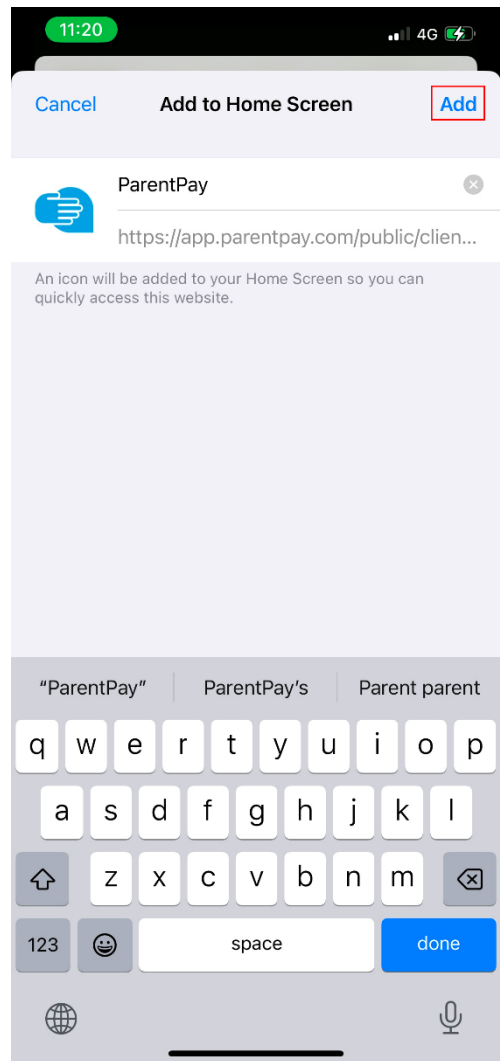 11:20 4G
Cancel Add to Home Screen Add
ParentPay
https://app.parentpay.com/public/clien...
An icon will be added to your Home Screen so you can
quickly access this website.
"ParentPay" ParentPay's Parent parent
q w e r t y u i o p
a s d f g h j k l
z x c v b n m
123 space done